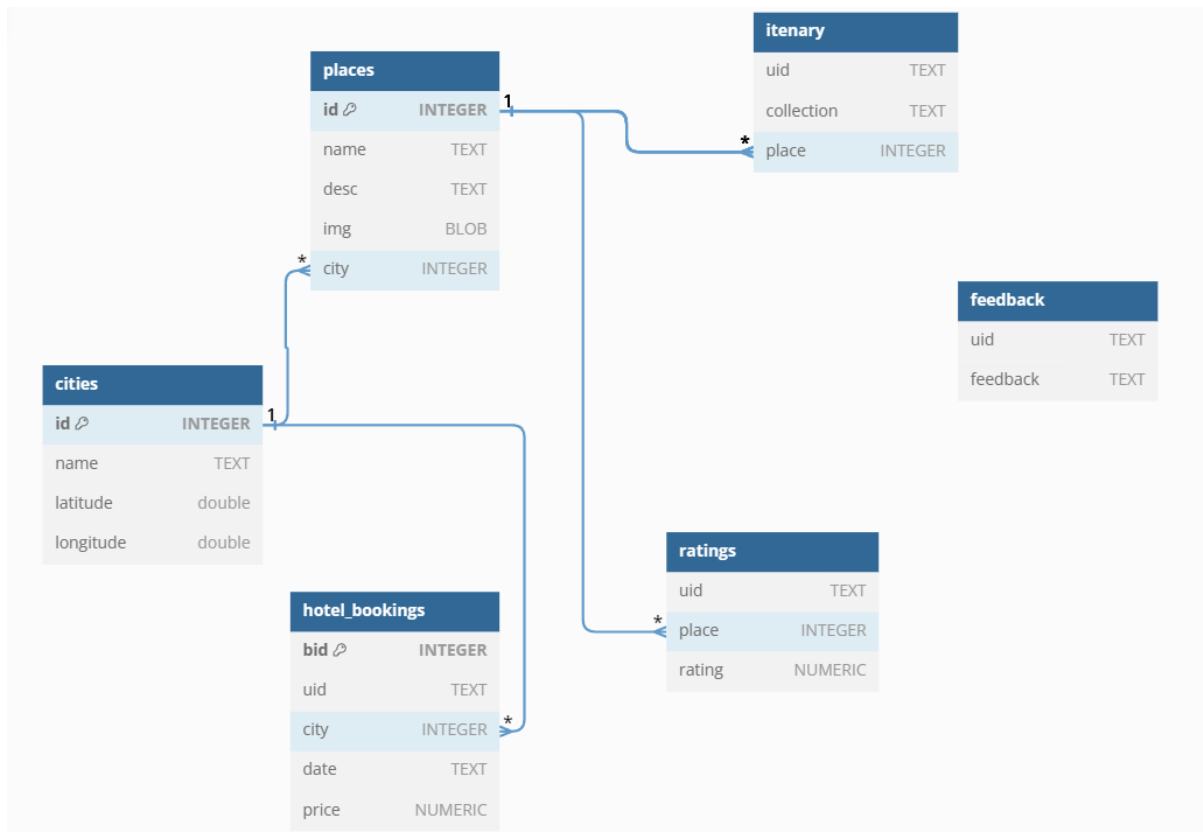 places
id INTEGER
name TEXT
desc TEXT
img BLOB
city INTEGER
1
*
itenary
uid TEXT
collection TEXT
place INTEGER
*
feedback
uid TEXT
feedback TEXT
cities
id INTEGER
name TEXT
latitude double
longitude double
1
ratings
uid TEXT
place INTEGER
rating NUMERIC
*
hotel_bookings
bid INTEGER
uid TEXT
city INTEGER
date TEXT
price NUMERIC
*